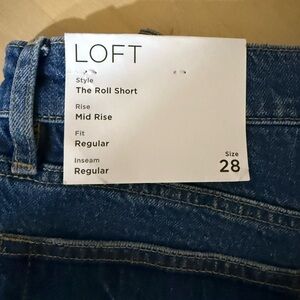 LOFT
Style
The Roll Short
Rise
Mid Rise
Fit
Regular
Inseam
Regular
Size
28